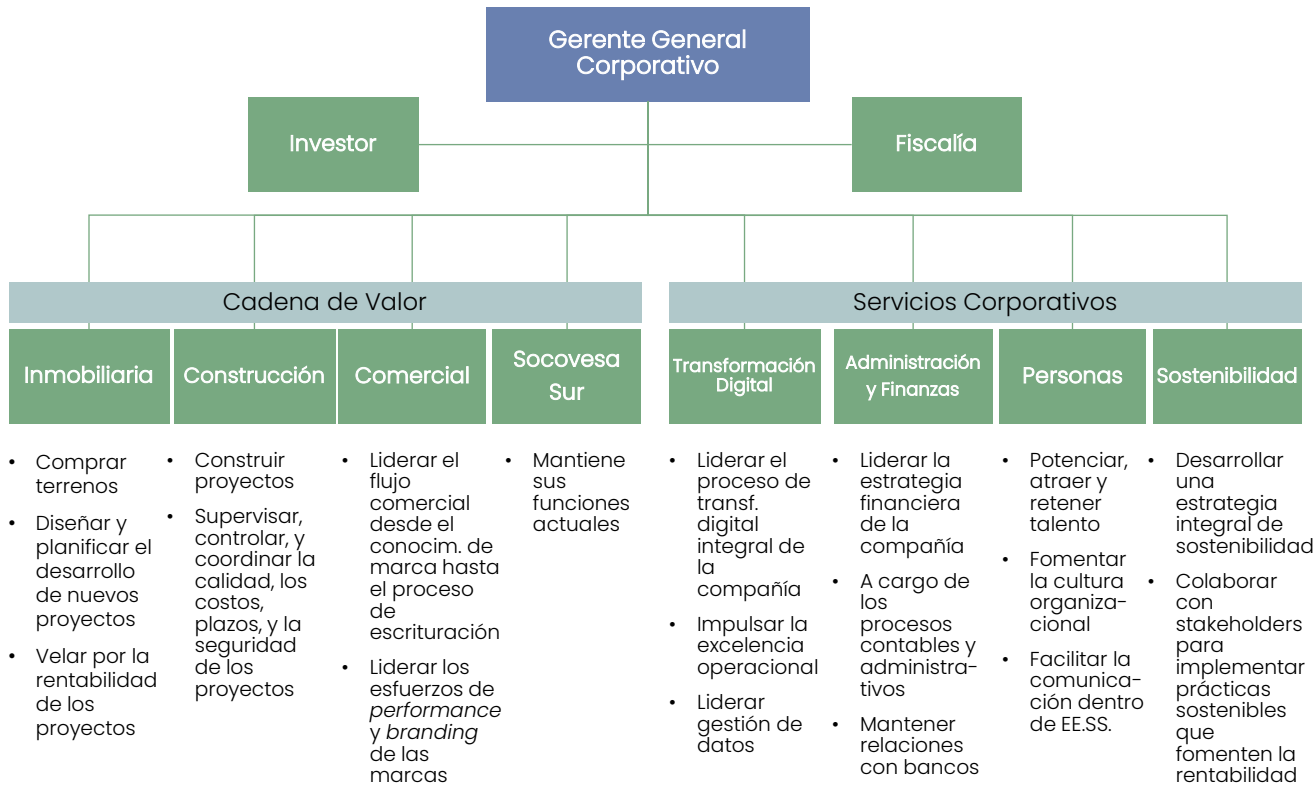 Gerente General
Corporativo
Investor
Fiscalía
Cadena de Valor
Servicios Corporativos
Inmobiliaria
Construcción
Comercial
Socovesa
Sur
Transformación
Digital
Administración
y Finanzas
Personas
Sostenibilidad
• Comprar
terrenos
• Diseñar y
planificar el
desarrollo
de nuevos
proyectos
• Velar por la
rentabilidad
de los
proyectos
• Construir
proyectos
• Supervisar,
controlar, y
coordinar la
calidad, los
costos,
plazos, y la
seguridad
de los
proyectos
• Liderar el
flujo
comercial
desde el
conocim. de
marca hasta
el proceso
de
escrituración
• Liderar los
esfuerzos de
performance
y branding
de las
marcas
• Mantiene
sus
funciones
actuales
• Liderar el
proceso de
transf.
digital
integral de
la
compañía
• Impulsar la
excelencia
operacional
• Liderar
gestión de
datos
• Liderar la
estrategia
financiera
de la
compañía
• A cargo de
los
procesos
contables y
administra-
tivos
• Mantener
relaciones
con bancos
• Potenciar,
atraer y
retener
talento
• Fomentar
la cultura
organiza-
cional
• Facilitar la
comunica-
ción dentro
de EE.SS.
• Desarrollar
una
estrategia
integral de
sostenibilidad
• Colaborar
con
stakeholders
para
implementar
prácticas
sostenibles
que
fomenten la
rentabilidad